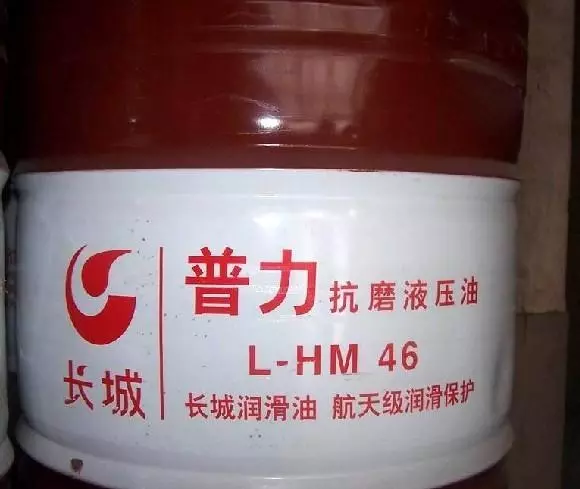 长城
普力 抗磨液压油
L-HM 46
长城润滑油 航天级润滑保护